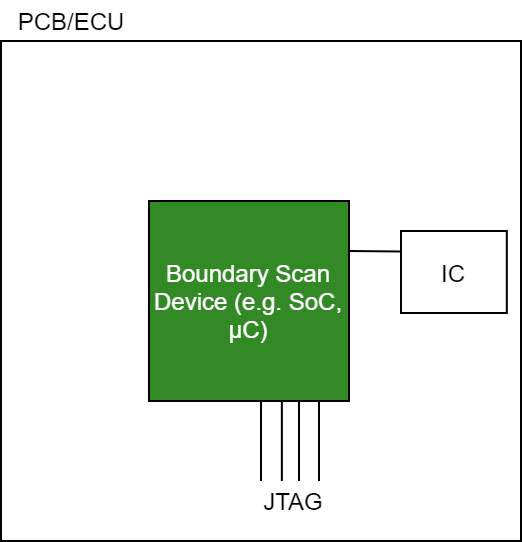 PCB/ECU
Boundary Scan
Device (e.g. SoC,
µC)
IC
JTAG